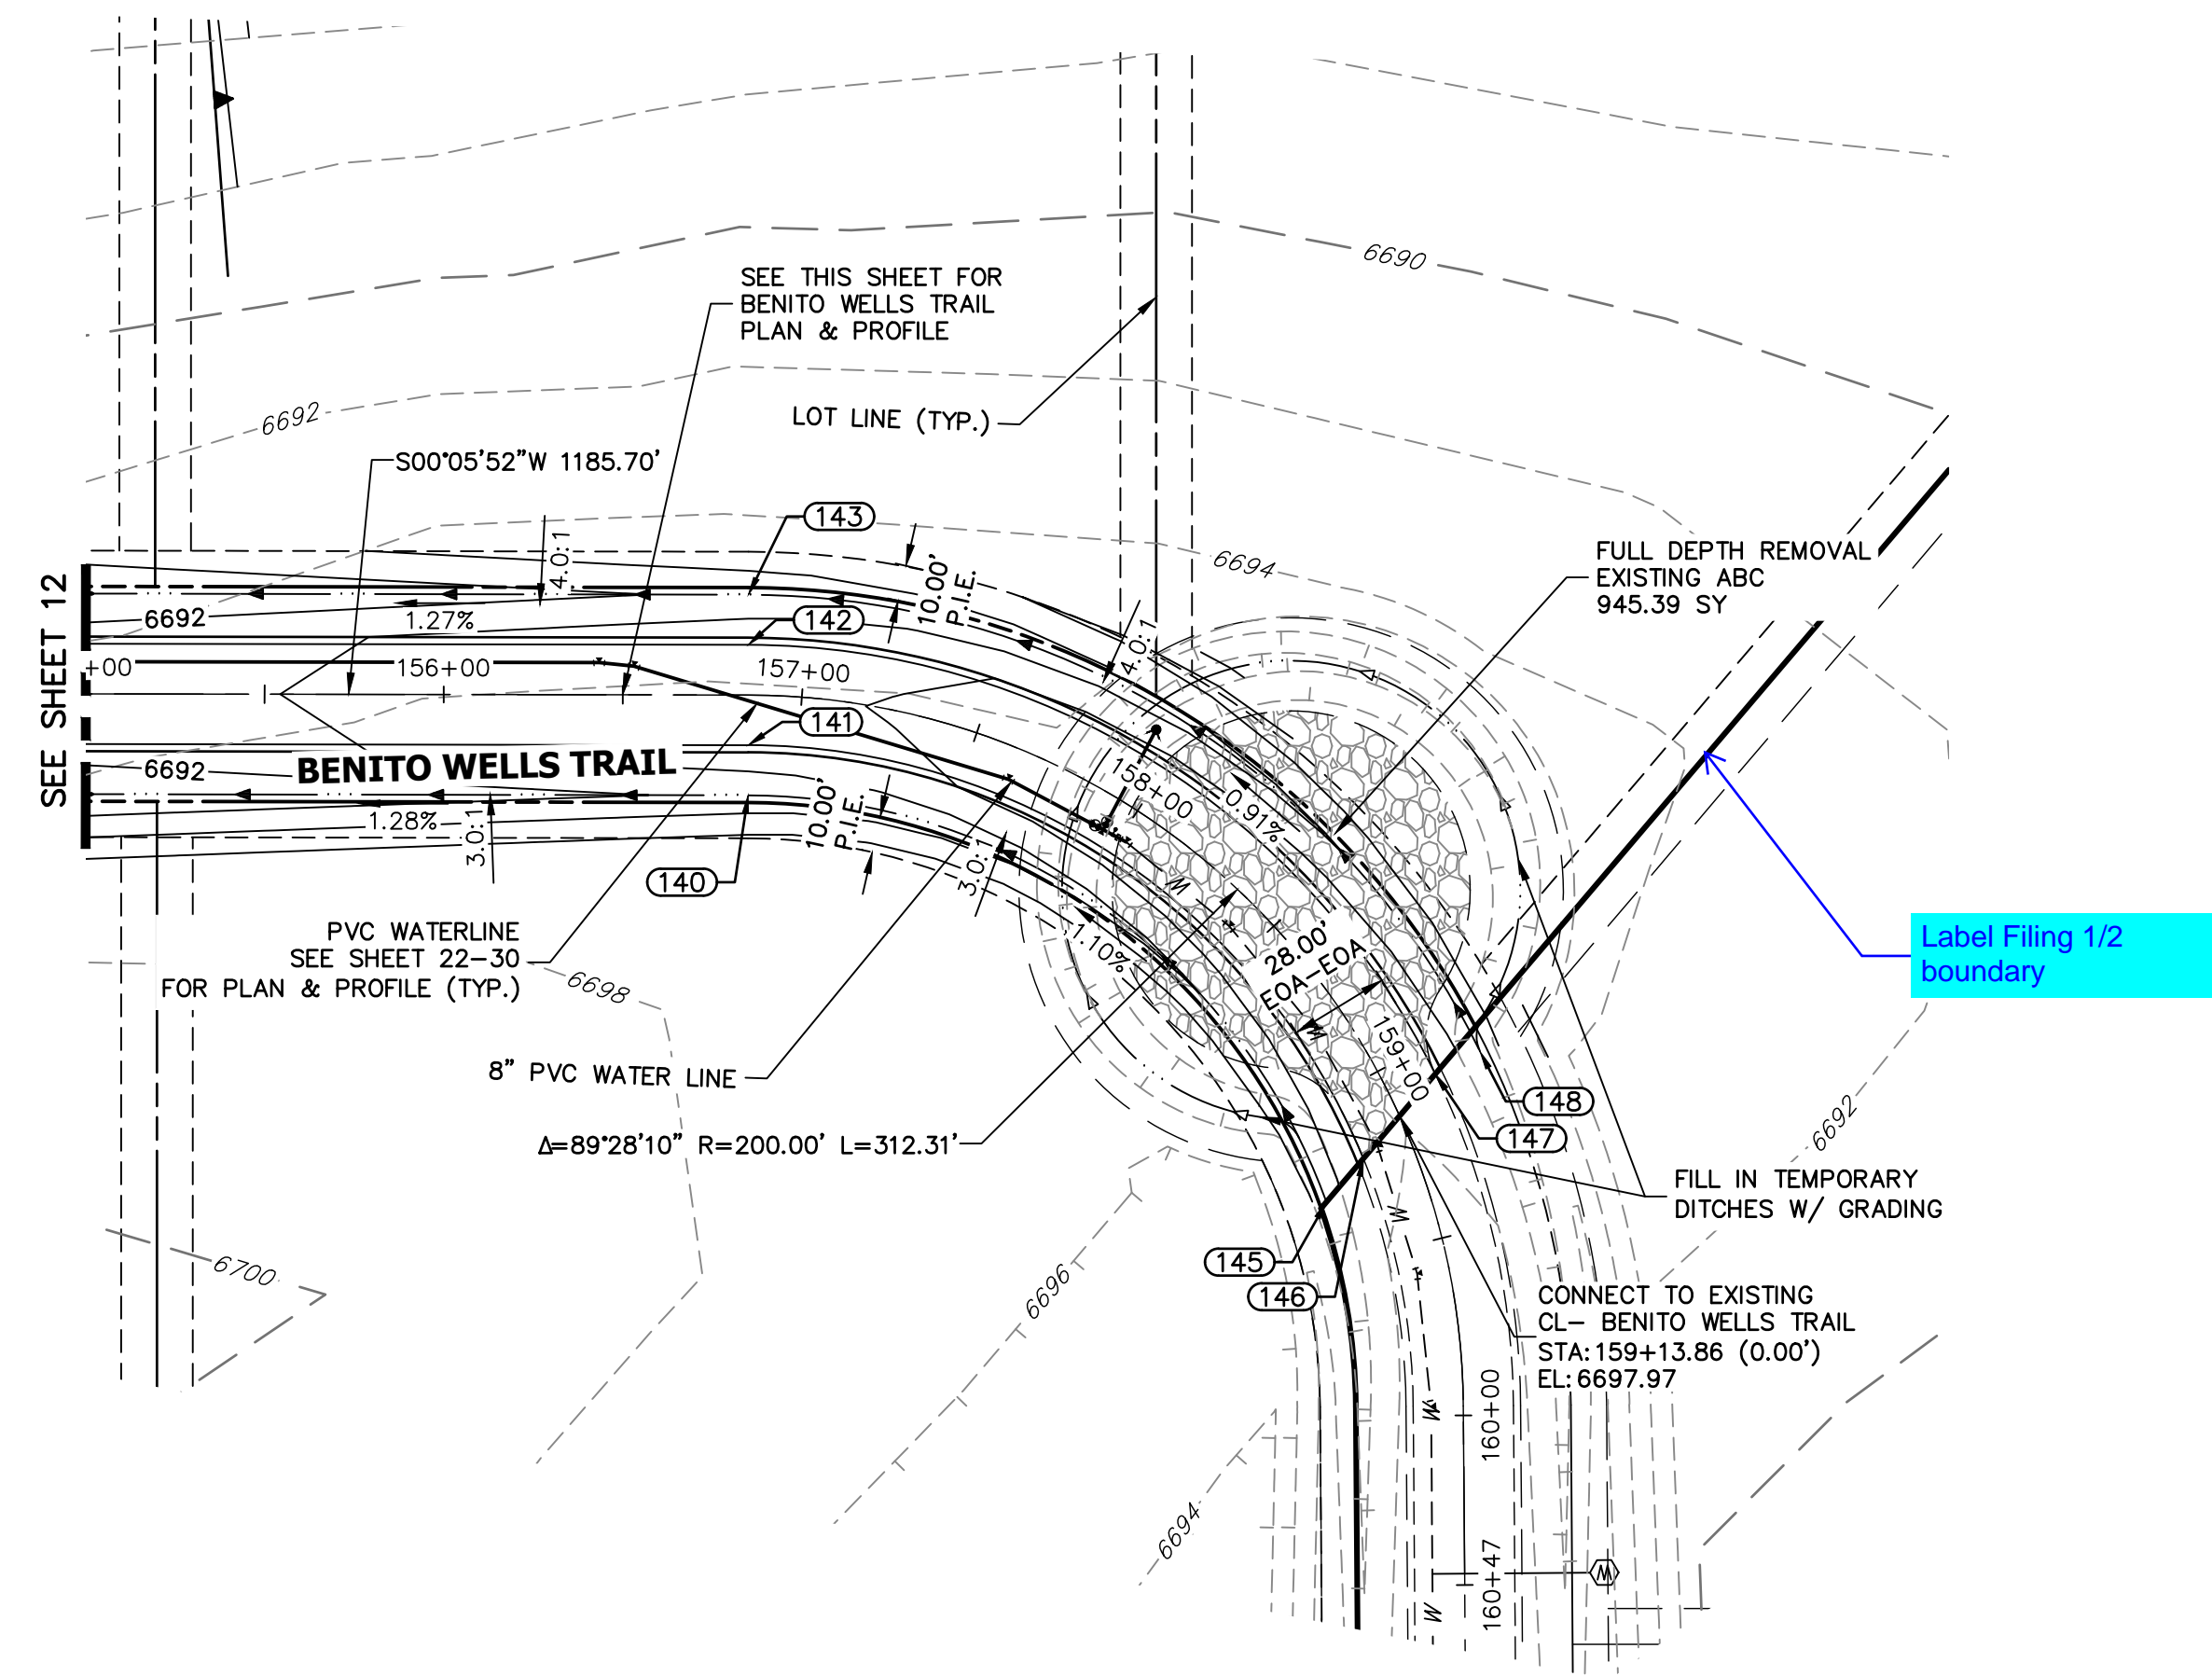 6690
SEE THIS SHEET FOR
BENITO WELLS TRAIL
PLAN & PROFILE
LOT LINE (TYP.)
6692
S00°05'52"W 1185.70'
143
4.0:1
10.00'
P.I.E.
6694
FULL DEPTH REMOVAL
EXISTING ABC
945.39 SY
SEE SHEET 12
6692
1.27%
142
4.0:1
+00
156+00
157+00
141
BENITO WELLS TRAIL
6692
1.28%
3.0:1
10.00'
P.I.E.
3.0:1
140
158+00
0.91%
W
Label Filing 1/2
boundary
PVC WATERLINE
SEE SHEET 22-30
FOR PLAN & PROFILE (TYP.)
6698
1.10%
28.00'
EOA-EOA
W
159+00
8" PVC WATER LINE
148
147
6692
Δ=89°28'10" R=200.00' L=312.31'
FILL IN TEMPORARY
DITCHES W/ GRADING
W
6700
145
146
6696
CONNECT TO EXISTING
CL- BENITO WELLS TRAIL
STA:159+13.86 (0.00')
EL:6697.97
W
160+00
6694
160+47
W
M